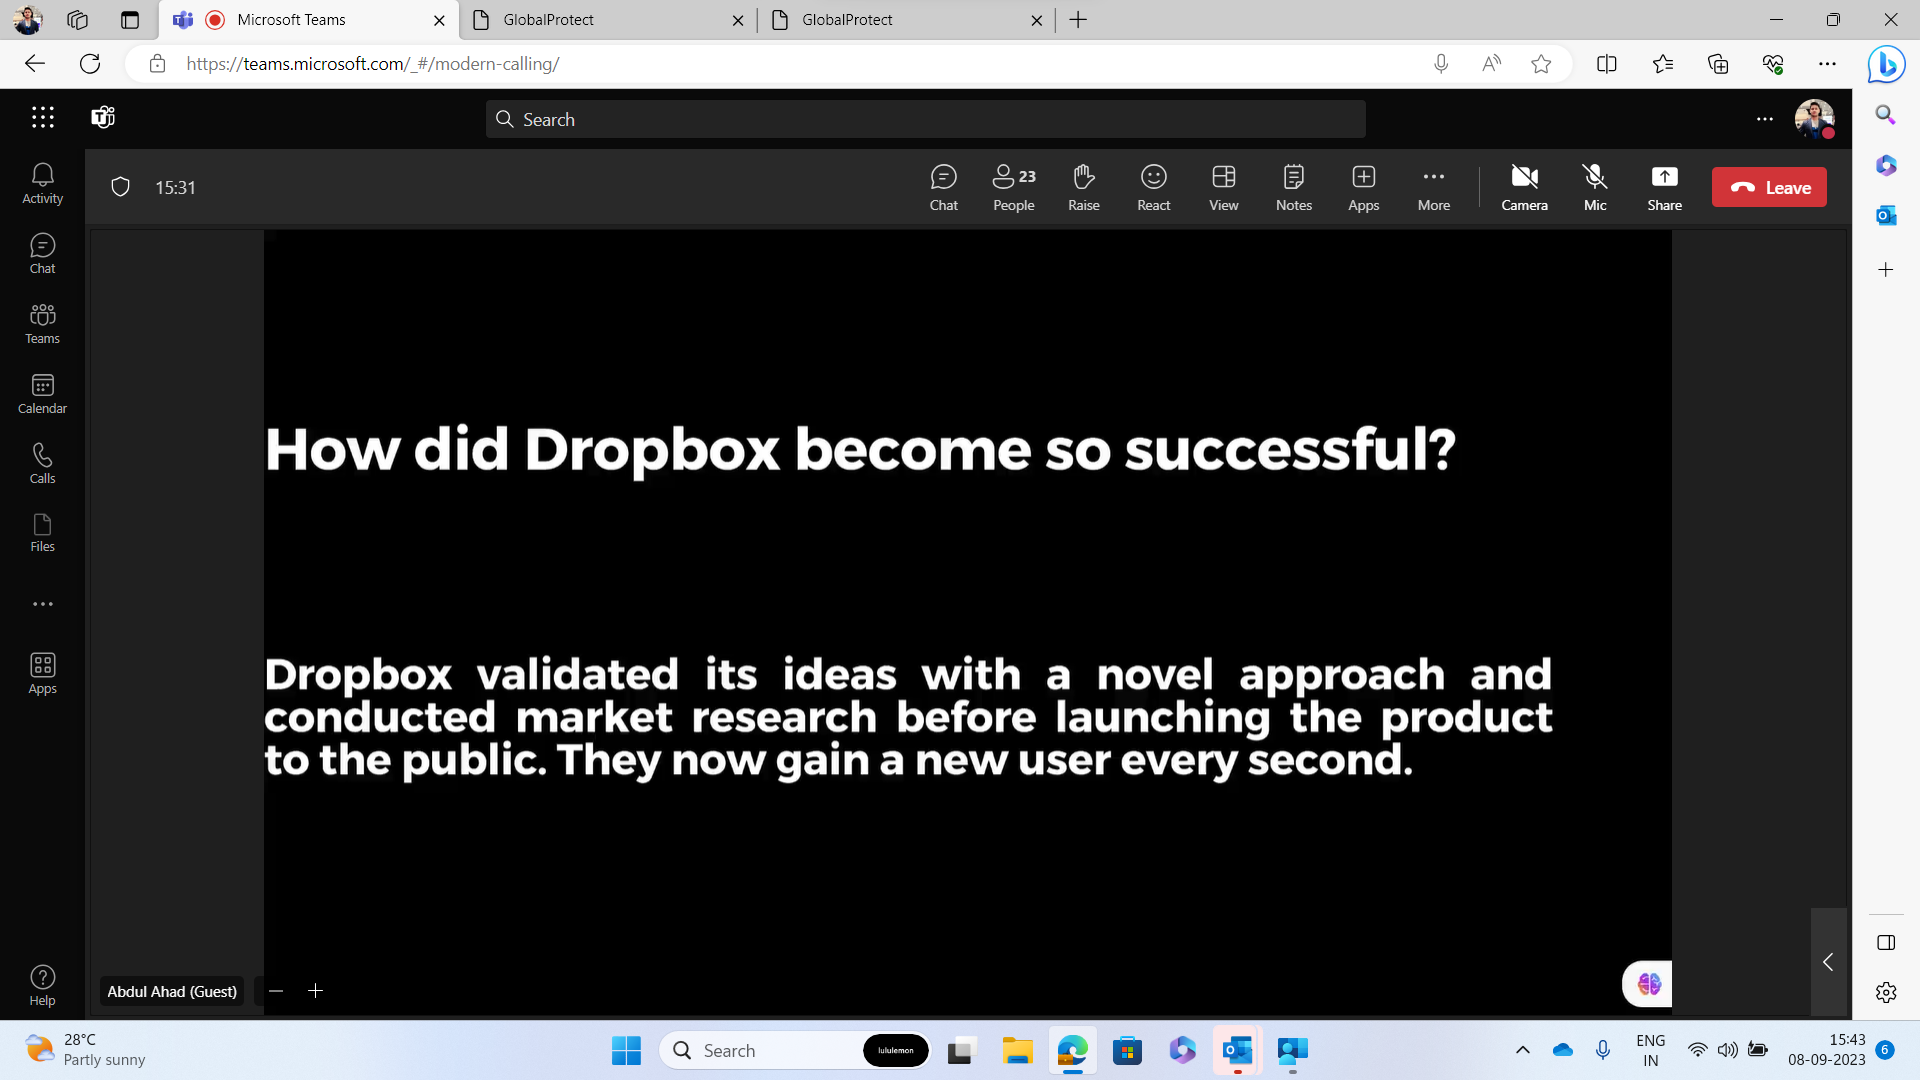 Microsoft Teams
GlobalProtect
GlobalProtect
https://teams.microsoft.com/_#/modern-calling/
Search
15:31
23
Chat
People
Raise
React
View
Notes
Apps
More
Camera
Mic
Share
Leave
Activity
Chat
Teams
Calendar
Calls
Files
Apps
Help
How did Dropbox become so successful?
Dropbox validated its ideas with a novel approach and
conducted market research before launching the product
to the public. They now gain a new user every second.
Abdul Ahad (Guest)
28°C
Partly sunny
Search
lululemon
ENG
IN
15:43
08-09-2023
6